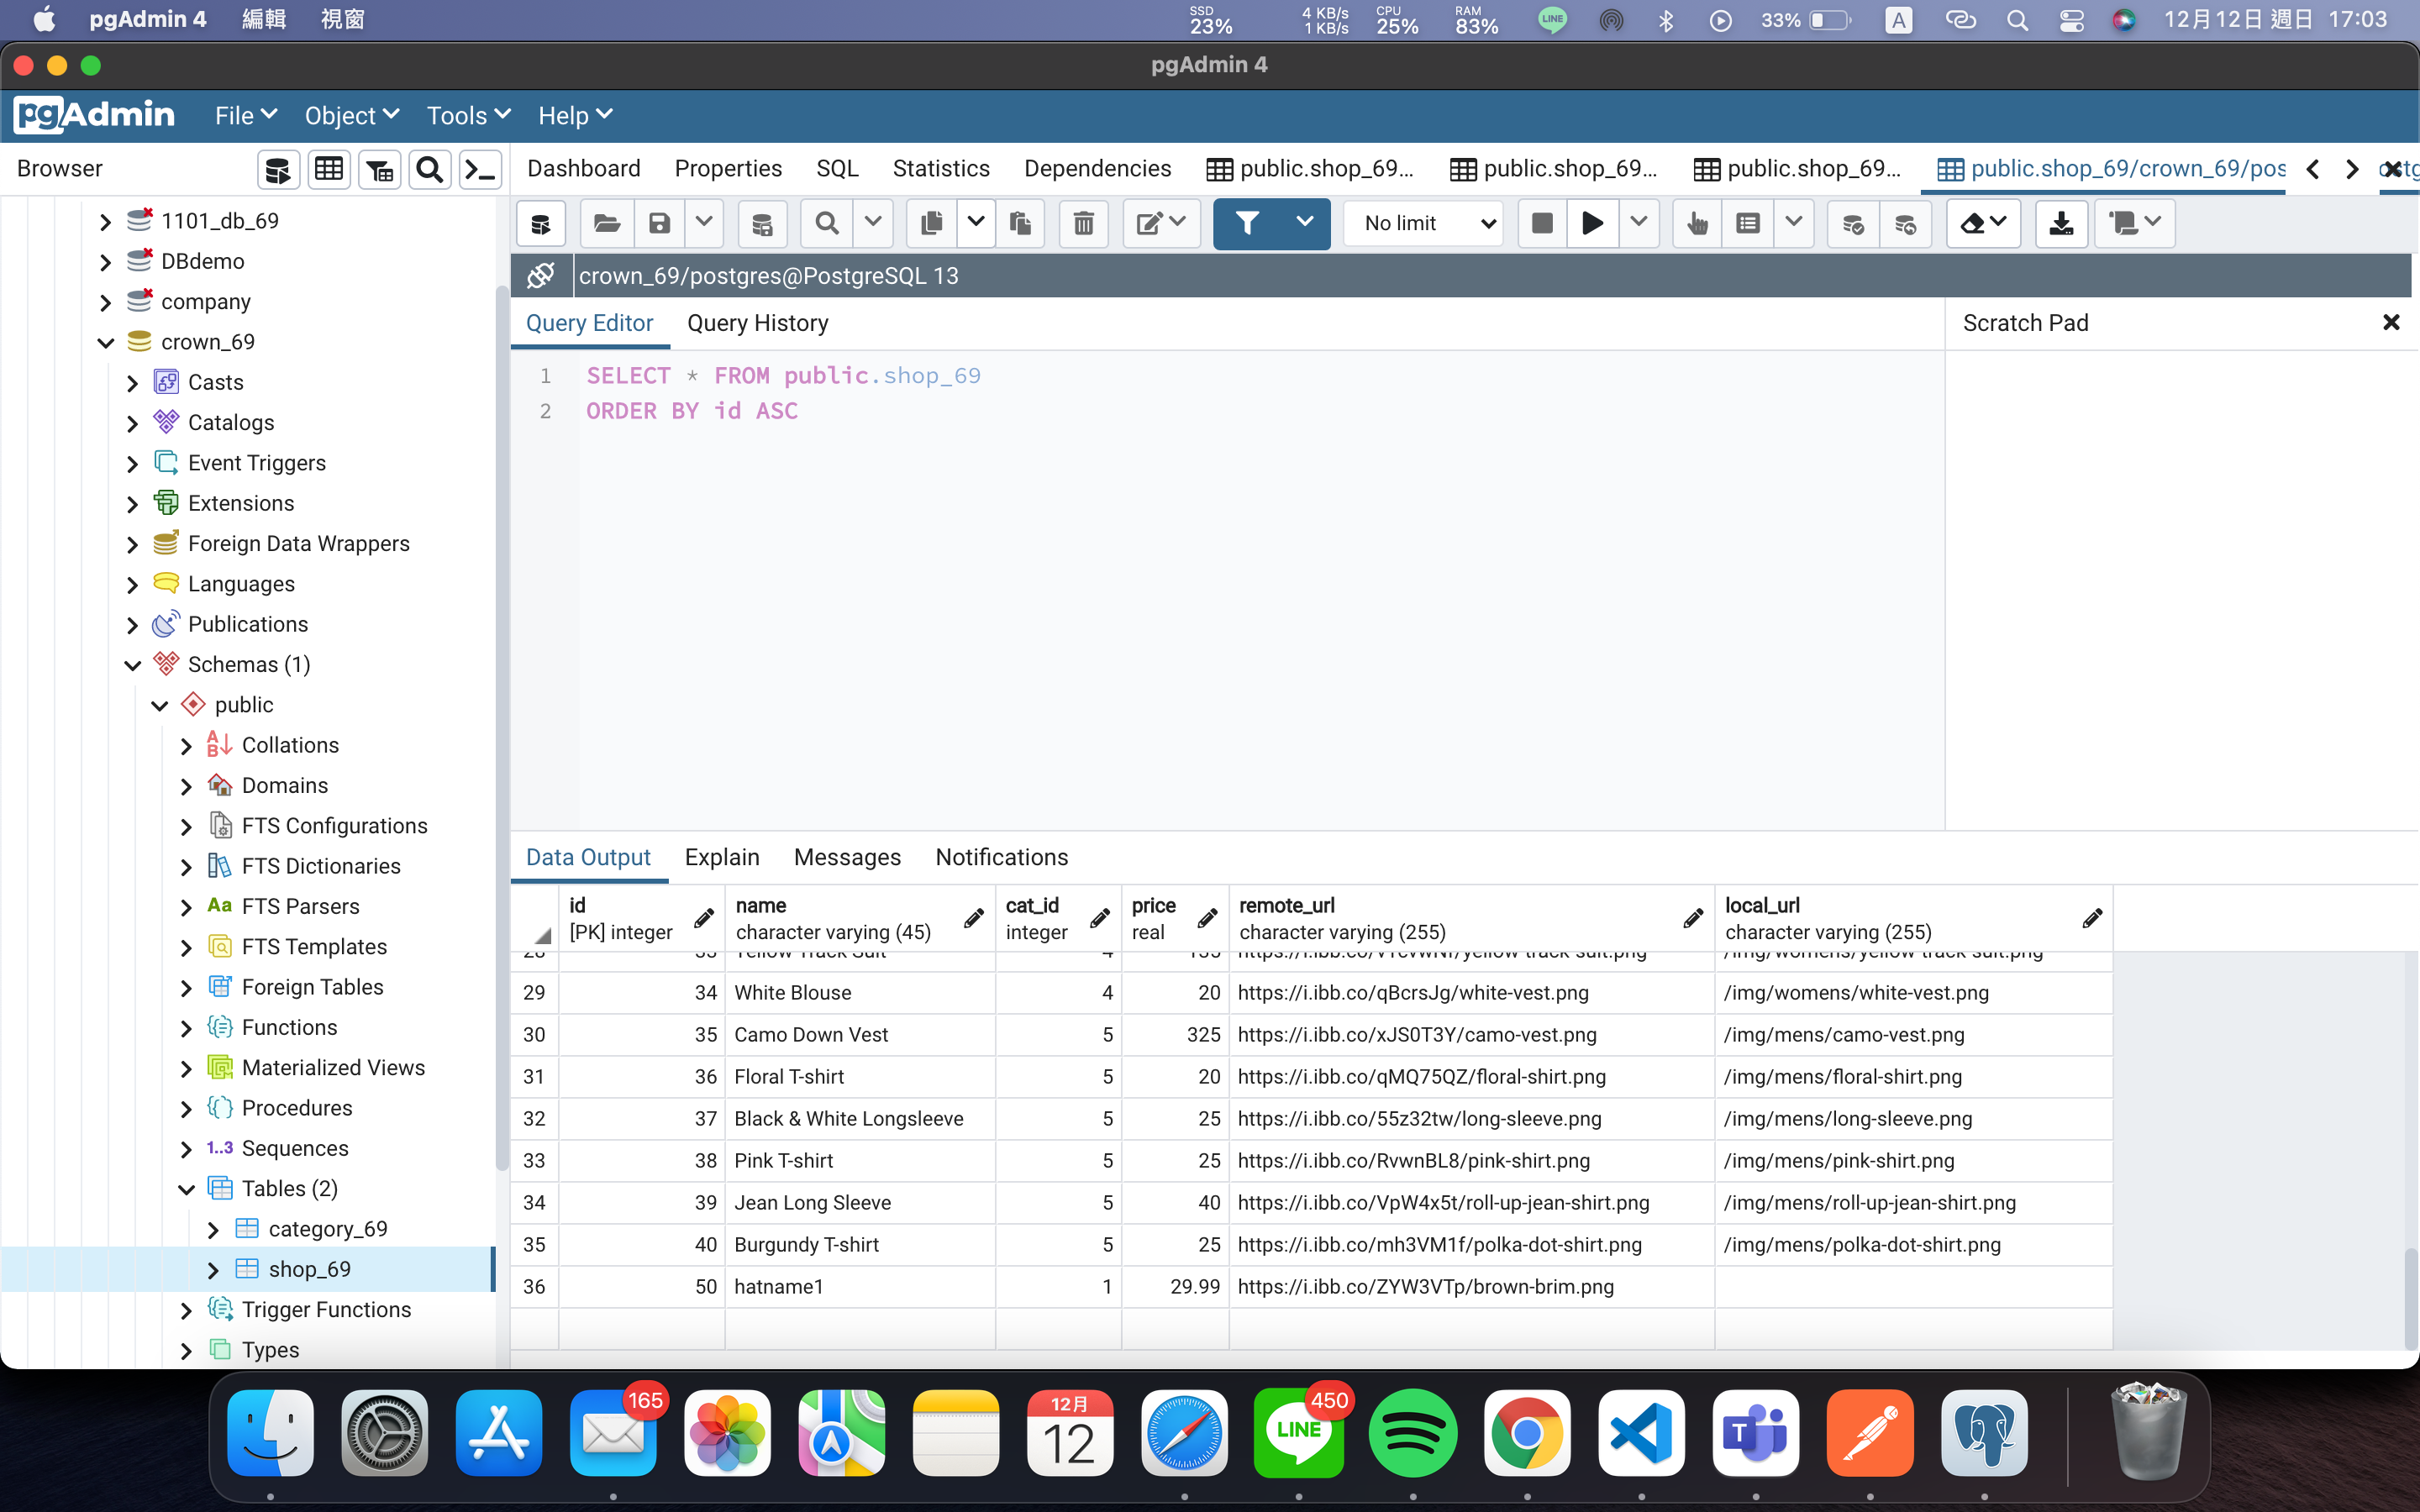 pgAdmin 4 編輯 視窗 SSD 23% 4 KB/s 1 KB/s CPU 25% RAM 83% LINE 33% A 12月12日 週日 17:03
pgAdmin 4
pgAdmin File Object Tools Help
Browser Dashboard Properties SQL Statistics Dependencies public.shop_69... public.shop_69... public.shop_69... public.shop_69/crown_69/pos
No limit
crown_69/postgres@PostgreSQL 13
Query Editor Query History Scratch Pad
1 SELECT * FROM public.shop_69
2 ORDER BY id ASC
1101_db_69
DBdemo
company
crown_69
Casts
Catalogs
Event Triggers
Extensions
Foreign Data Wrappers
Languages
Publications
Schemas (1)
public
Collations
Domains
FTS Configurations
FTS Dictionaries
Aa FTS Parsers
FTS Templates
Foreign Tables
Functions
Materialized Views
Procedures
1..3 Sequences
Tables (2)
category_69
shop_69
Trigger Functions
Types
Data Output Explain Messages Notifications
id [PK] integer name character varying (45) cat_id integer price real remote_url character varying (255) local_url character varying (255)
29 34 White Blouse 4 20 https://i.ibb.co/qBcrsJg/white-vest.png /img/womens/white-vest.png
30 35 Camo Down Vest 5 325 https://i.ibb.co/xJS0T3Y/camo-vest.png /img/mens/camo-vest.png
31 36 Floral T-shirt 5 20 https://i.ibb.co/qMQ75QZ/floral-shirt.png /img/mens/floral-shirt.png
32 37 Black & White Longsleeve 5 25 https://i.ibb.co/55z32tw/long-sleeve.png /img/mens/long-sleeve.png
33 38 Pink T-shirt 5 25 https://i.ibb.co/RvwnBL8/pink-shirt.png /img/mens/pink-shirt.png
34 39 Jean Long Sleeve 5 40 https://i.ibb.co/VpW4x5t/roll-up-jean-shirt.png /img/mens/roll-up-jean-shirt.png
35 40 Burgundy T-shirt 5 25 https://i.ibb.co/mh3VM1f/polka-dot-shirt.png /img/mens/polka-dot-shirt.png
36 50 hatname1 1 29.99 https://i.ibb.co/ZYW3VTp/brown-brim.png
165 12月 12 LINE 450 T